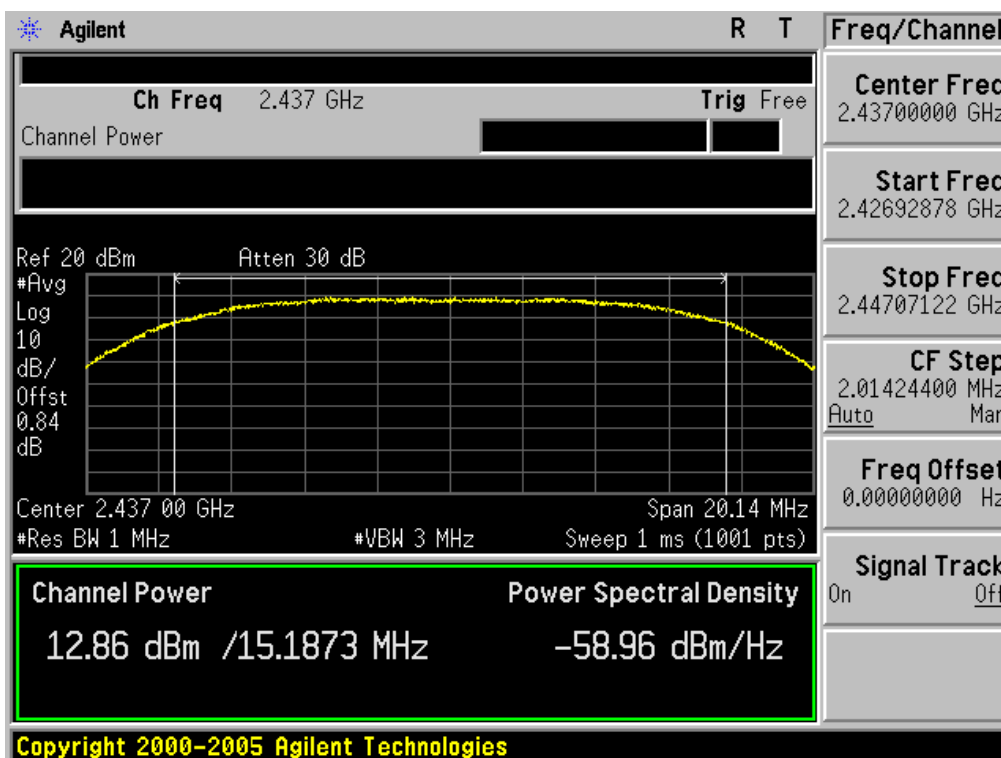 Agilent R T Freq/Channel
Ch Freq 2.437 GHz Trig Free
Channel Power
Center Freq
2.43700000 GHz
Start Freq
2.42692878 GHz
Stop Freq
2.44707122 GHz
CF Step
2.01424400 MHz
Auto Man
Freq Offset
0.00000000 Hz
Signal Track
On Off
Ref 20 dBm Atten 30 dB
#Avg
Log
10
dB/
Offst
0.84
dB
Center 2.437 00 GHz Span 20.14 MHz
#Res BW 1 MHz #VBW 3 MHz Sweep 1 ms (1001 pts)
Channel Power Power Spectral Density
12.86 dBm /15.1873 MHz -58.96 dBm/Hz
Copyright 2000-2005 Agilent Technologies